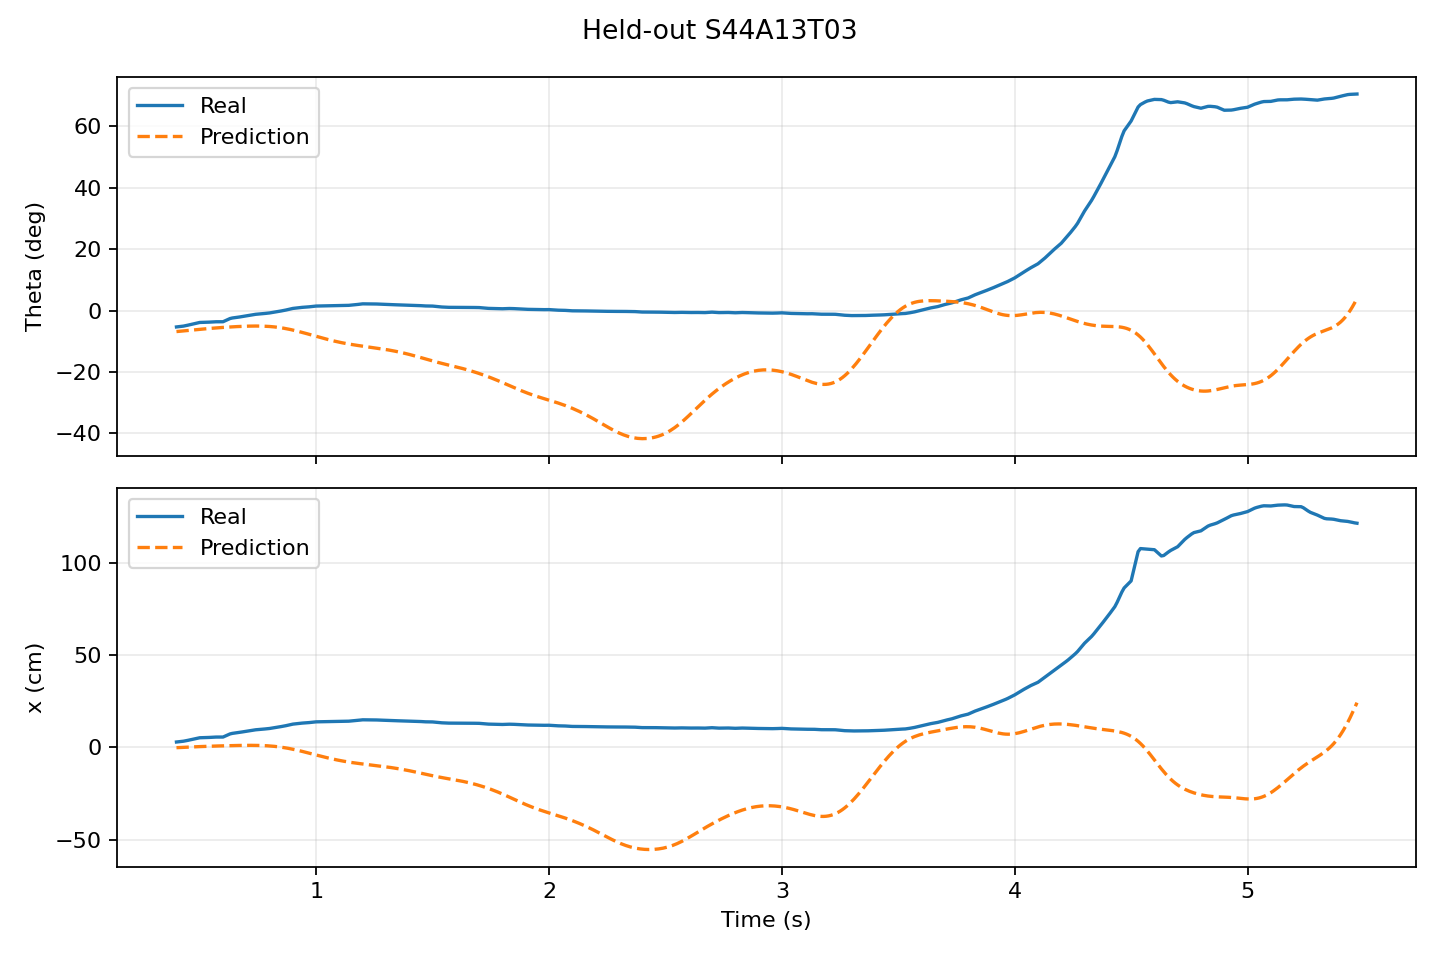 Held-out S44A13T03
Real
Prediction
Theta (deg)
60
40
20
0
−20
−40
Real
Prediction
x (cm)
100
50
0
−50
1 2 3 4 5
Time (s)